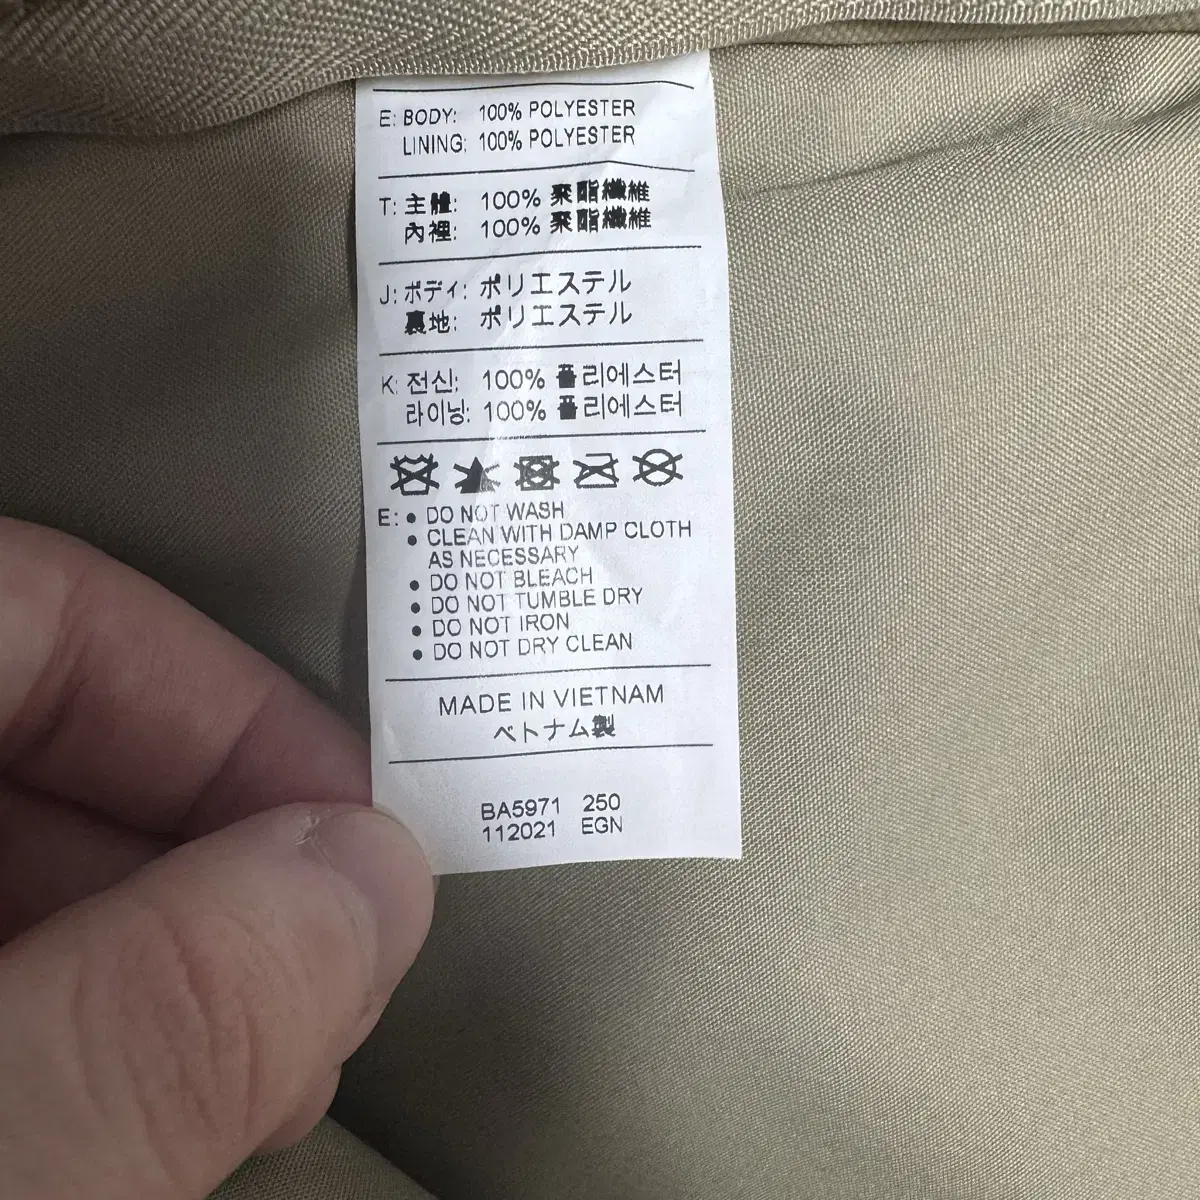 E: BODY: 100% POLYESTER
LINING: 100% POLYESTER
T: 主體: 100% 聚酯纖維
內裡: 100% 聚酯纖維
J: ボディ: ポリエステル
裏地: ポリエステル
K: 전신: 100% 폴리에스터
라이닝: 100% 폴리에스터
E: • DO NOT WASH
• CLEAN WITH DAMP CLOTH
AS NECESSARY
• DO NOT BLEACH
• DO NOT TUMBLE DRY
• DO NOT IRON
• DO NOT DRY CLEAN
MADE IN VIETNAM
ベトナム製
BA5971 250
112021 EGN